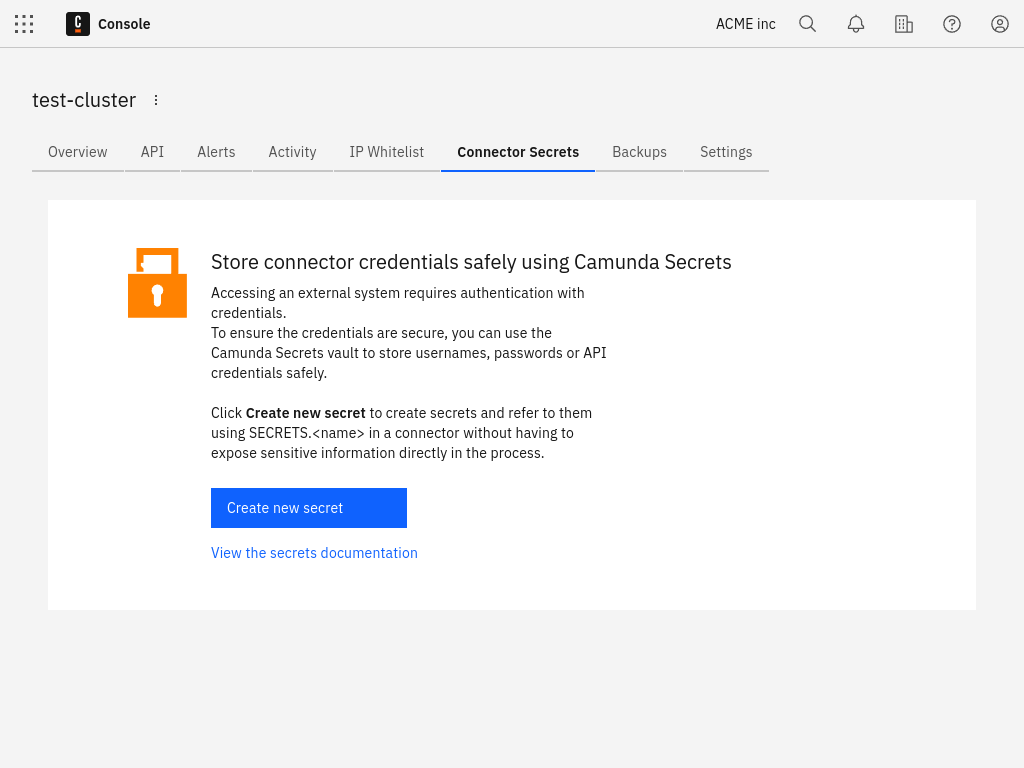 Console
ACME inc
test-cluster
Overview
API
Alerts
Activity
IP Whitelist
Connector Secrets
Backups
Settings
Store connector credentials safely using Camunda Secrets
Accessing an external system requires authentication with
credentials.
To ensure the credentials are secure, you can use the
Camunda Secrets vault to store usernames, passwords or API
credentials safely.
Click Create new secret to create secrets and refer to them
using SECRETS.<name> in a connector without having to
expose sensitive information directly in the process.
Create new secret
View the secrets documentation